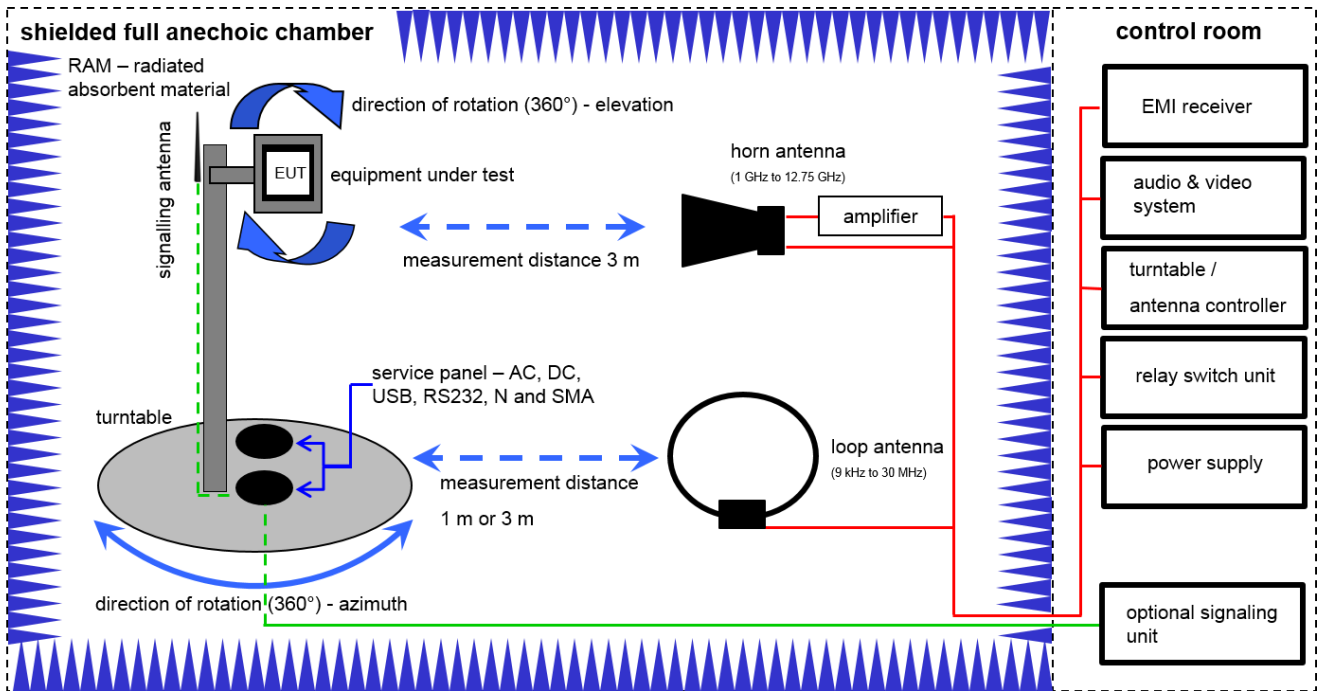 shielded full anechoic chamber
RAM – radiated
absorbent material
signalling antenna
direction of rotation (360°) - elevation
EUT
equipment under test
measurement distance 3 m
horn antenna
(1 GHz to 12.75 GHz)
amplifier
service panel – AC, DC,
USB, RS232, N and SMA
turntable
measurement distance
1 m or 3 m
loop antenna
(9 kHz to 30 MHz)
direction of rotation (360°) - azimuth
control room
EMI receiver
audio & video
system
turntable /
antenna controller
relay switch unit
power supply
optional signaling
unit